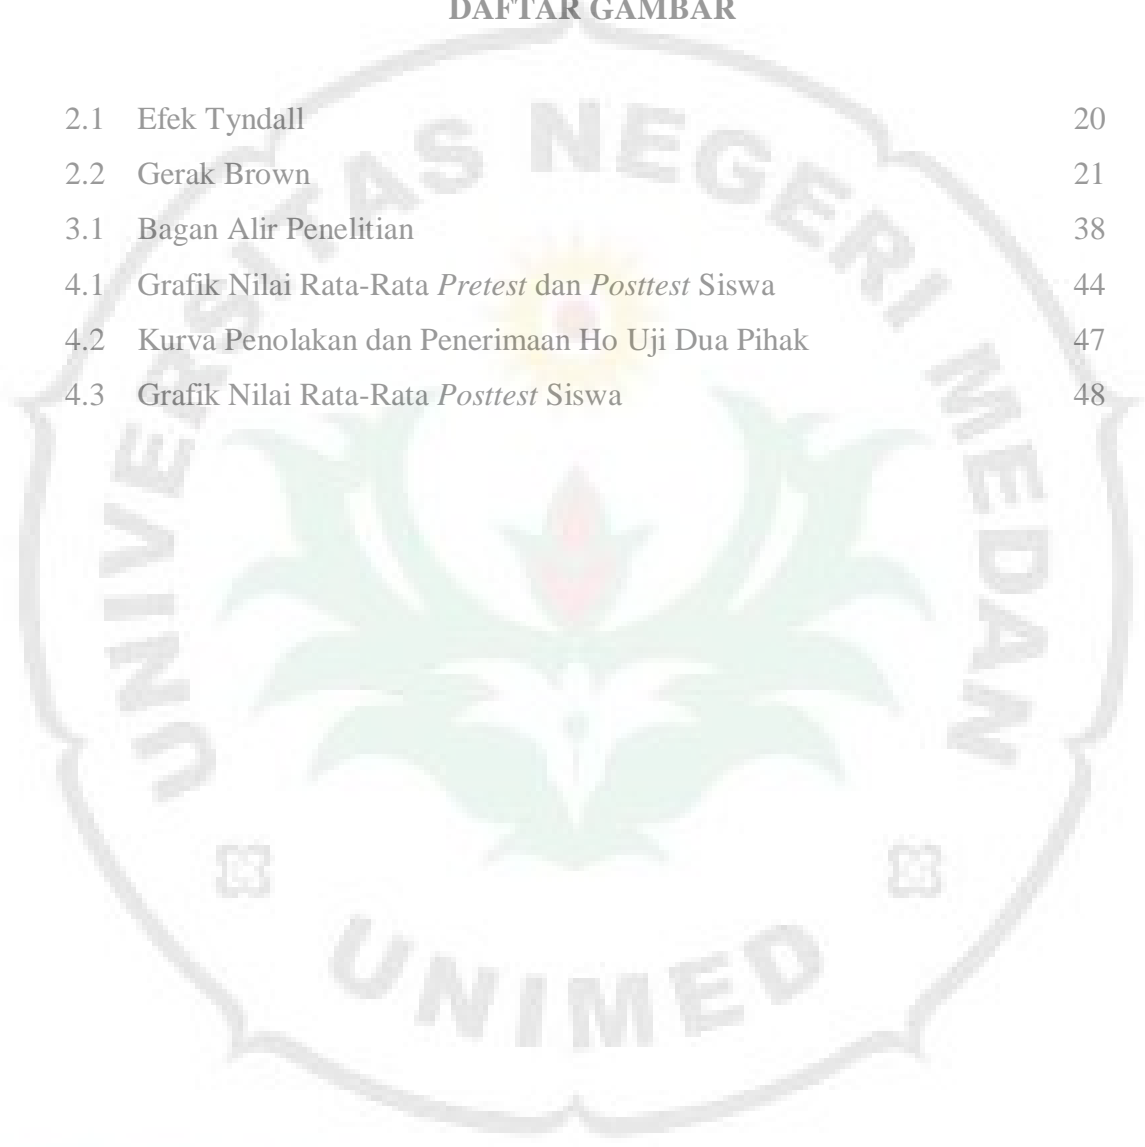 DAFTAR GAMBAR
2.1 Efek Tyndall 20
2.2 Gerak Brown 21
3.1 Bagan Alir Penelitian 38
4.1 Grafik Nilai Rata-Rata Pretest dan Posttest Siswa 44
4.2 Kurva Penolakan dan Penerimaan Ho Uji Dua Pihak 47
4.3 Grafik Nilai Rata-Rata Posttest Siswa 48
UNIVERSITAS NEGERI MEDAN
UNIMED